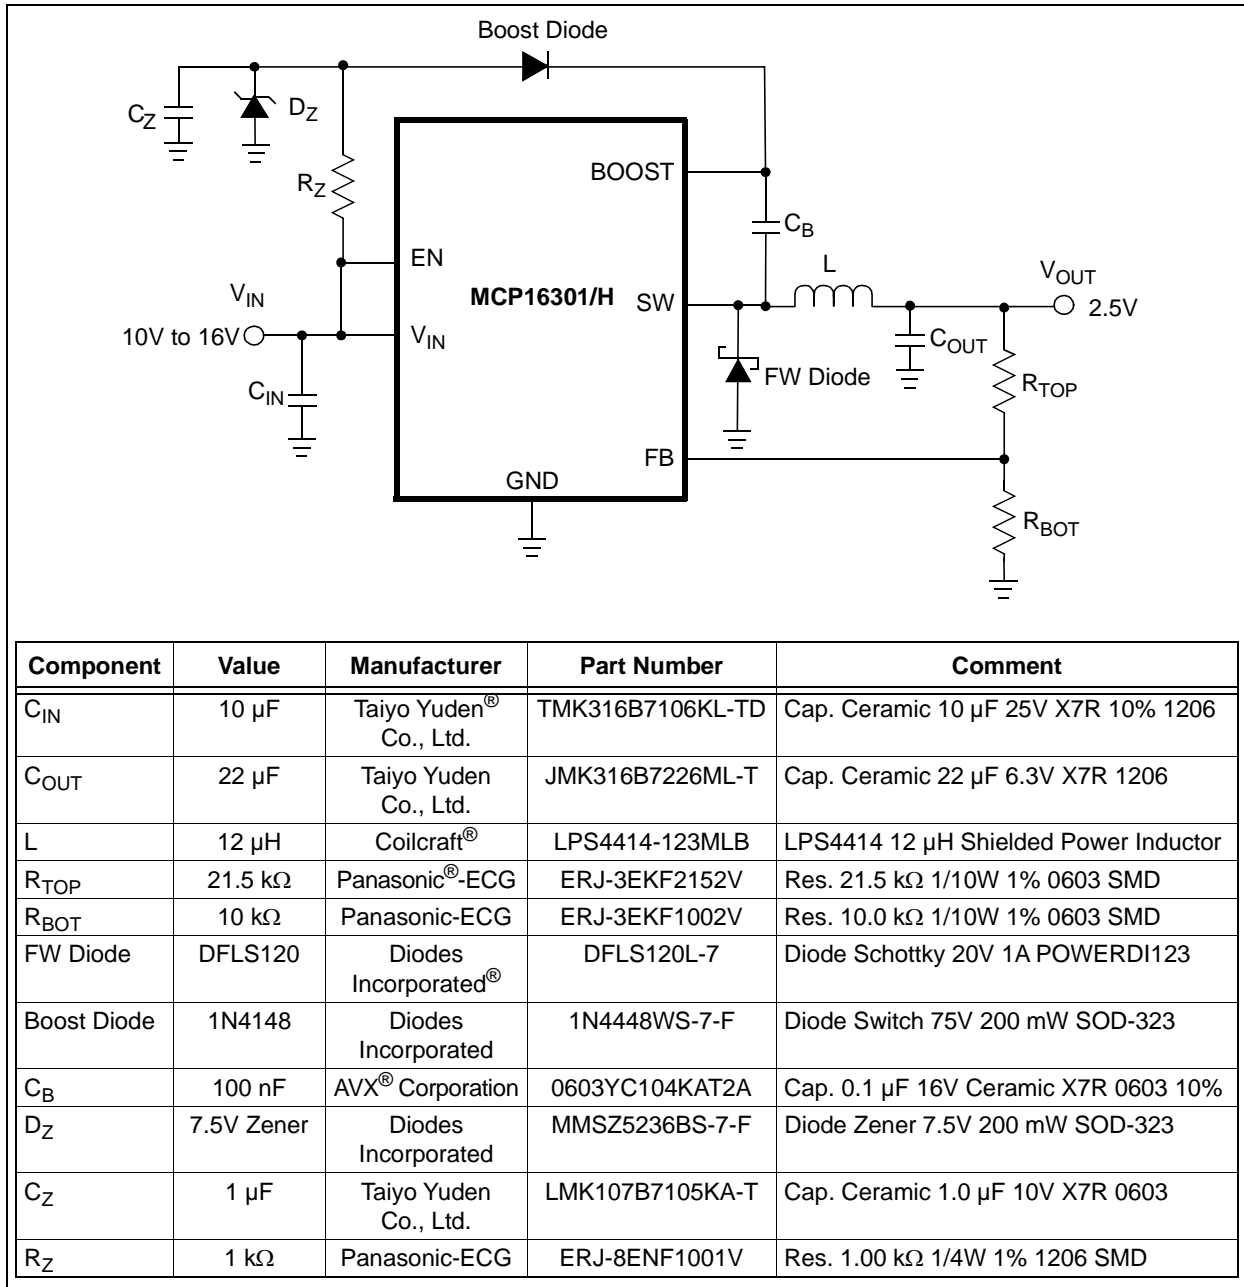 Boost Diode
C_Z
D_Z
R_Z
BOOST
C_B
EN
L
V_OUT
V_IN
MCP16301/H
SW
2.5V
10V to 16V
V_IN
C_OUT
FW Diode
R_TOP
C_IN
FB
GND
R_BOT
Component Value Manufacturer Part Number Comment
C_IN 10 µF Taiyo Yuden® Co., Ltd. TMK316B7106KL-TD Cap. Ceramic 10 µF 25V X7R 10% 1206
C_OUT 22 µF Taiyo Yuden Co., Ltd. JMK316B7226ML-T Cap. Ceramic 22 µF 6.3V X7R 1206
L 12 µH Coilcraft® LPS4414-123MLB LPS4414 12 µH Shielded Power Inductor
R_TOP 21.5 kΩ Panasonic®-ECG ERJ-3EKF2152V Res. 21.5 kΩ 1/10W 1% 0603 SMD
R_BOT 10 kΩ Panasonic-ECG ERJ-3EKF1002V Res. 10.0 kΩ 1/10W 1% 0603 SMD
FW Diode DFLS120 Diodes Incorporated® DFLS120L-7 Diode Schottky 20V 1A POWERDI123
Boost Diode 1N4148 Diodes Incorporated 1N4448WS-7-F Diode Switch 75V 200 mW SOD-323
C_B 100 nF AVX® Corporation 0603YC104KAT2A Cap. 0.1 µF 16V Ceramic X7R 0603 10%
D_Z 7.5V Zener Diodes Incorporated MMSZ5236BS-7-F Diode Zener 7.5V 200 mW SOD-323
C_Z 1 µF Taiyo Yuden Co., Ltd. LMK107B7105KA-T Cap. Ceramic 1.0 µF 10V X7R 0603
R_Z 1 kΩ Panasonic-ECG ERJ-8ENF1001V Res. 1.00 kΩ 1/4W 1% 1206 SMD